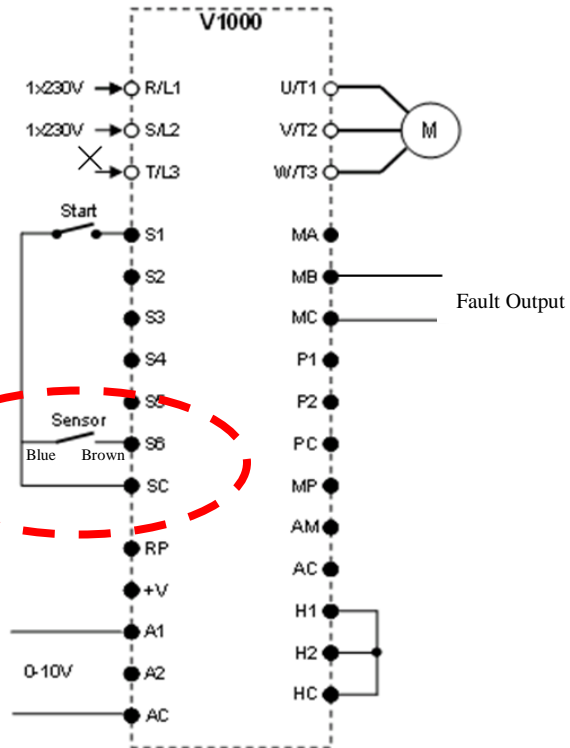 V1000
1x230V R/L1 U/T1
1x230V S/L2 V/T2 M
T/L3 W/T3
Start
S1 MA
S2 MB
Fault Output
S3 MC
S4 P1
S5 P2
Sensor
S6 PC
Blue Brown
SC MP
AM
RP
AC
+V
H1
A1
0-10V A2 H2
HC
AC